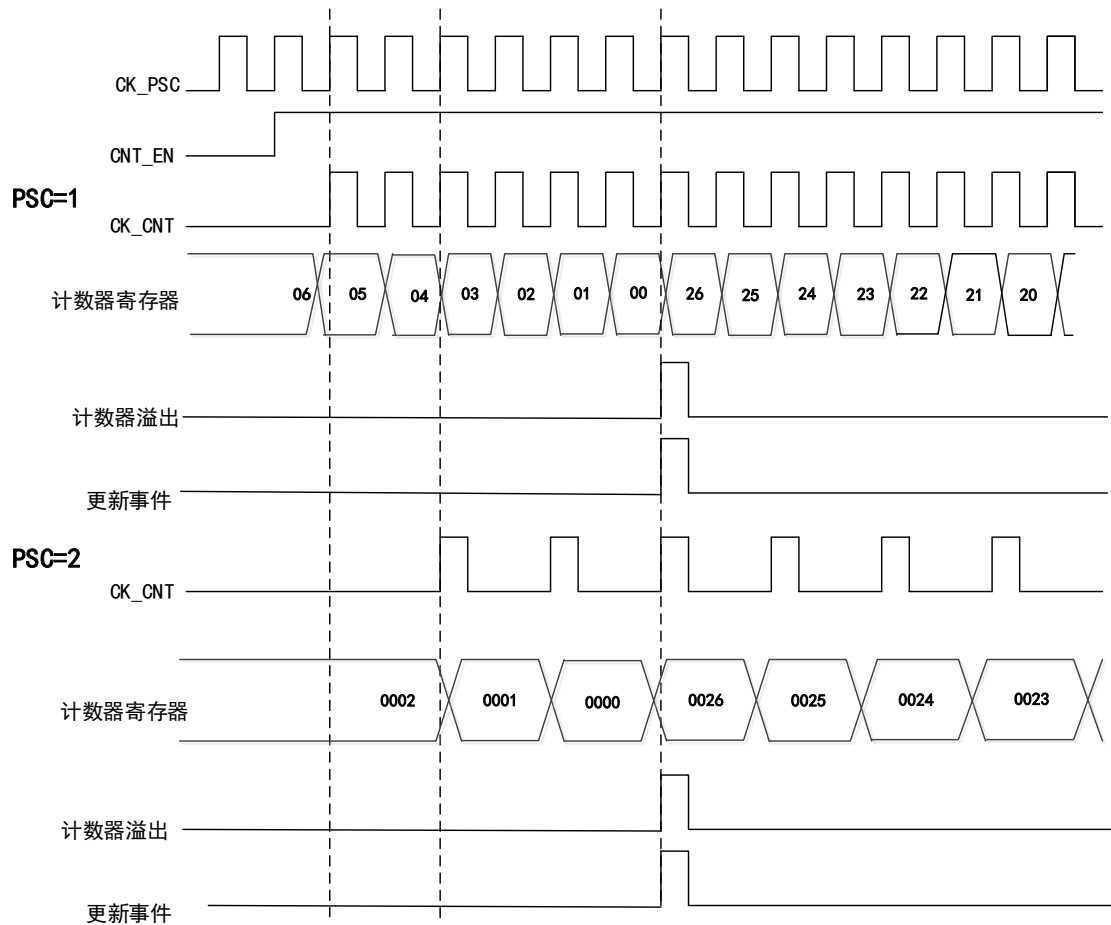 CK_PSC
CNT_EN
PSC=1
CK_CNT
计数器寄存器 06 05 04 03 02 01 00 26 25 24 23 22 21 20
计数器溢出
更新事件
PSC=2
CK_CNT
计数器寄存器 0002 0001 0000 0026 0025 0024 0023
计数器溢出
更新事件